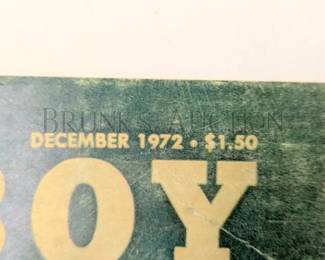 BRUNK'S AUCTION
DECEMBER 1972 • $1.50
BOY